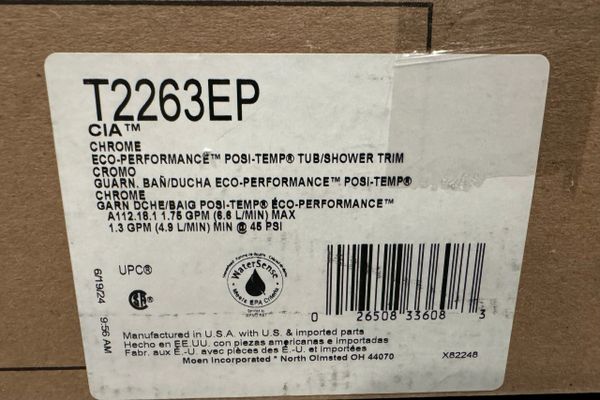 T2263EP
CIA™
CHROME
ECO-PERFORMANCE™ POSI-TEMP® TUB/SHOWER TRIM
CROMO
GUARN. BAÑ/DUCHA ECO-PERFORMANCE™ POSI-TEMP®
CHROME
GARN DCHE/BAIG POSI-TEMP® ÉCO-PERFORMANCE™
A112.18.1 1.75 GPM (6.6 L/MIN) MAX
1.3 GPM (4.9 L/MIN) MIN @ 45 PSI
6/19/24 9:56 AM
UPC®
WaterSense
Meets EPA Criteria
0 26508 33608 3
Manufactured in U.S.A. with U.S. & imported parts
Hecho en EE.UU. con piezas americanas e importadas
Fabr. aux É.-U. avec pièces des É.-U. et importées
Moen Incorporated * North Olmsted OH 44070
X82248